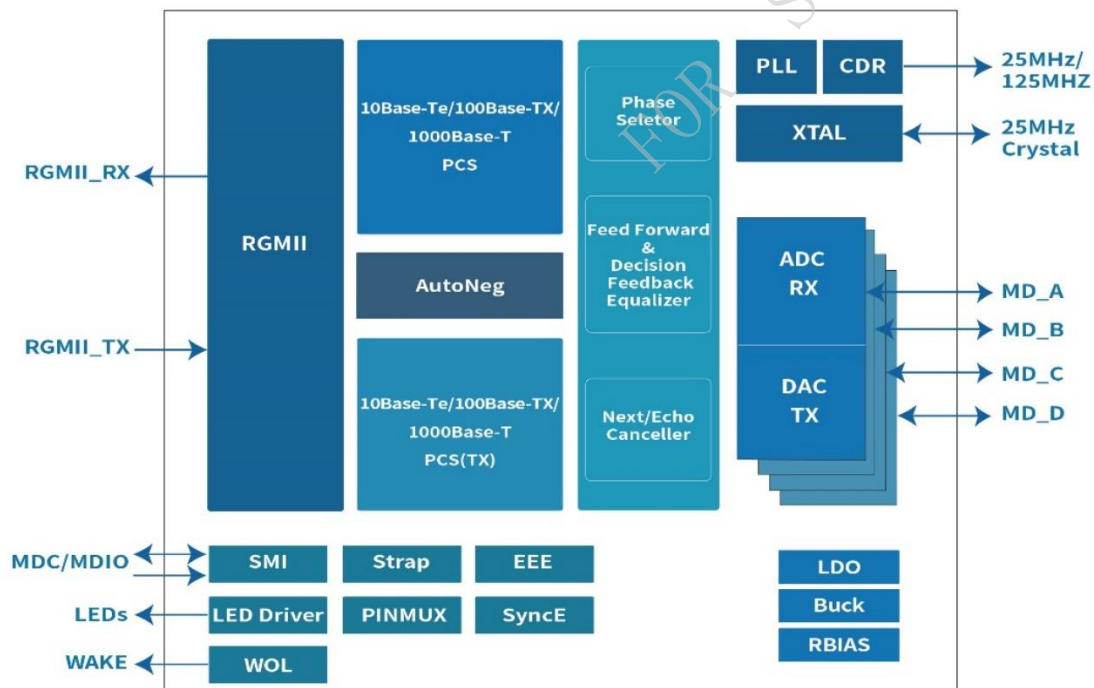 RGMII_RX
RGMII_TX
RGMII
10Base-Te/100Base-TX/
1000Base-T
PCS
AutoNeg
10Base-Te/100Base-TX/
1000Base-T
PCS(TX)
Phase
Seletor
Feed Forward
&
Decision
Feedback
Equalizer
Next/Echo
Canceller
PLL
CDR
25MHz/
125MHZ
XTAL
25MHz
Crystal
ADC
RX
DAC
TX
MD_A
MD_B
MD_C
MD_D
MDC/MDIO
SMI
Strap
EEE
LEDs
LED Driver
PINMUX
SyncE
WAKE
WOL
LDO
Buck
RBIAS
FOR